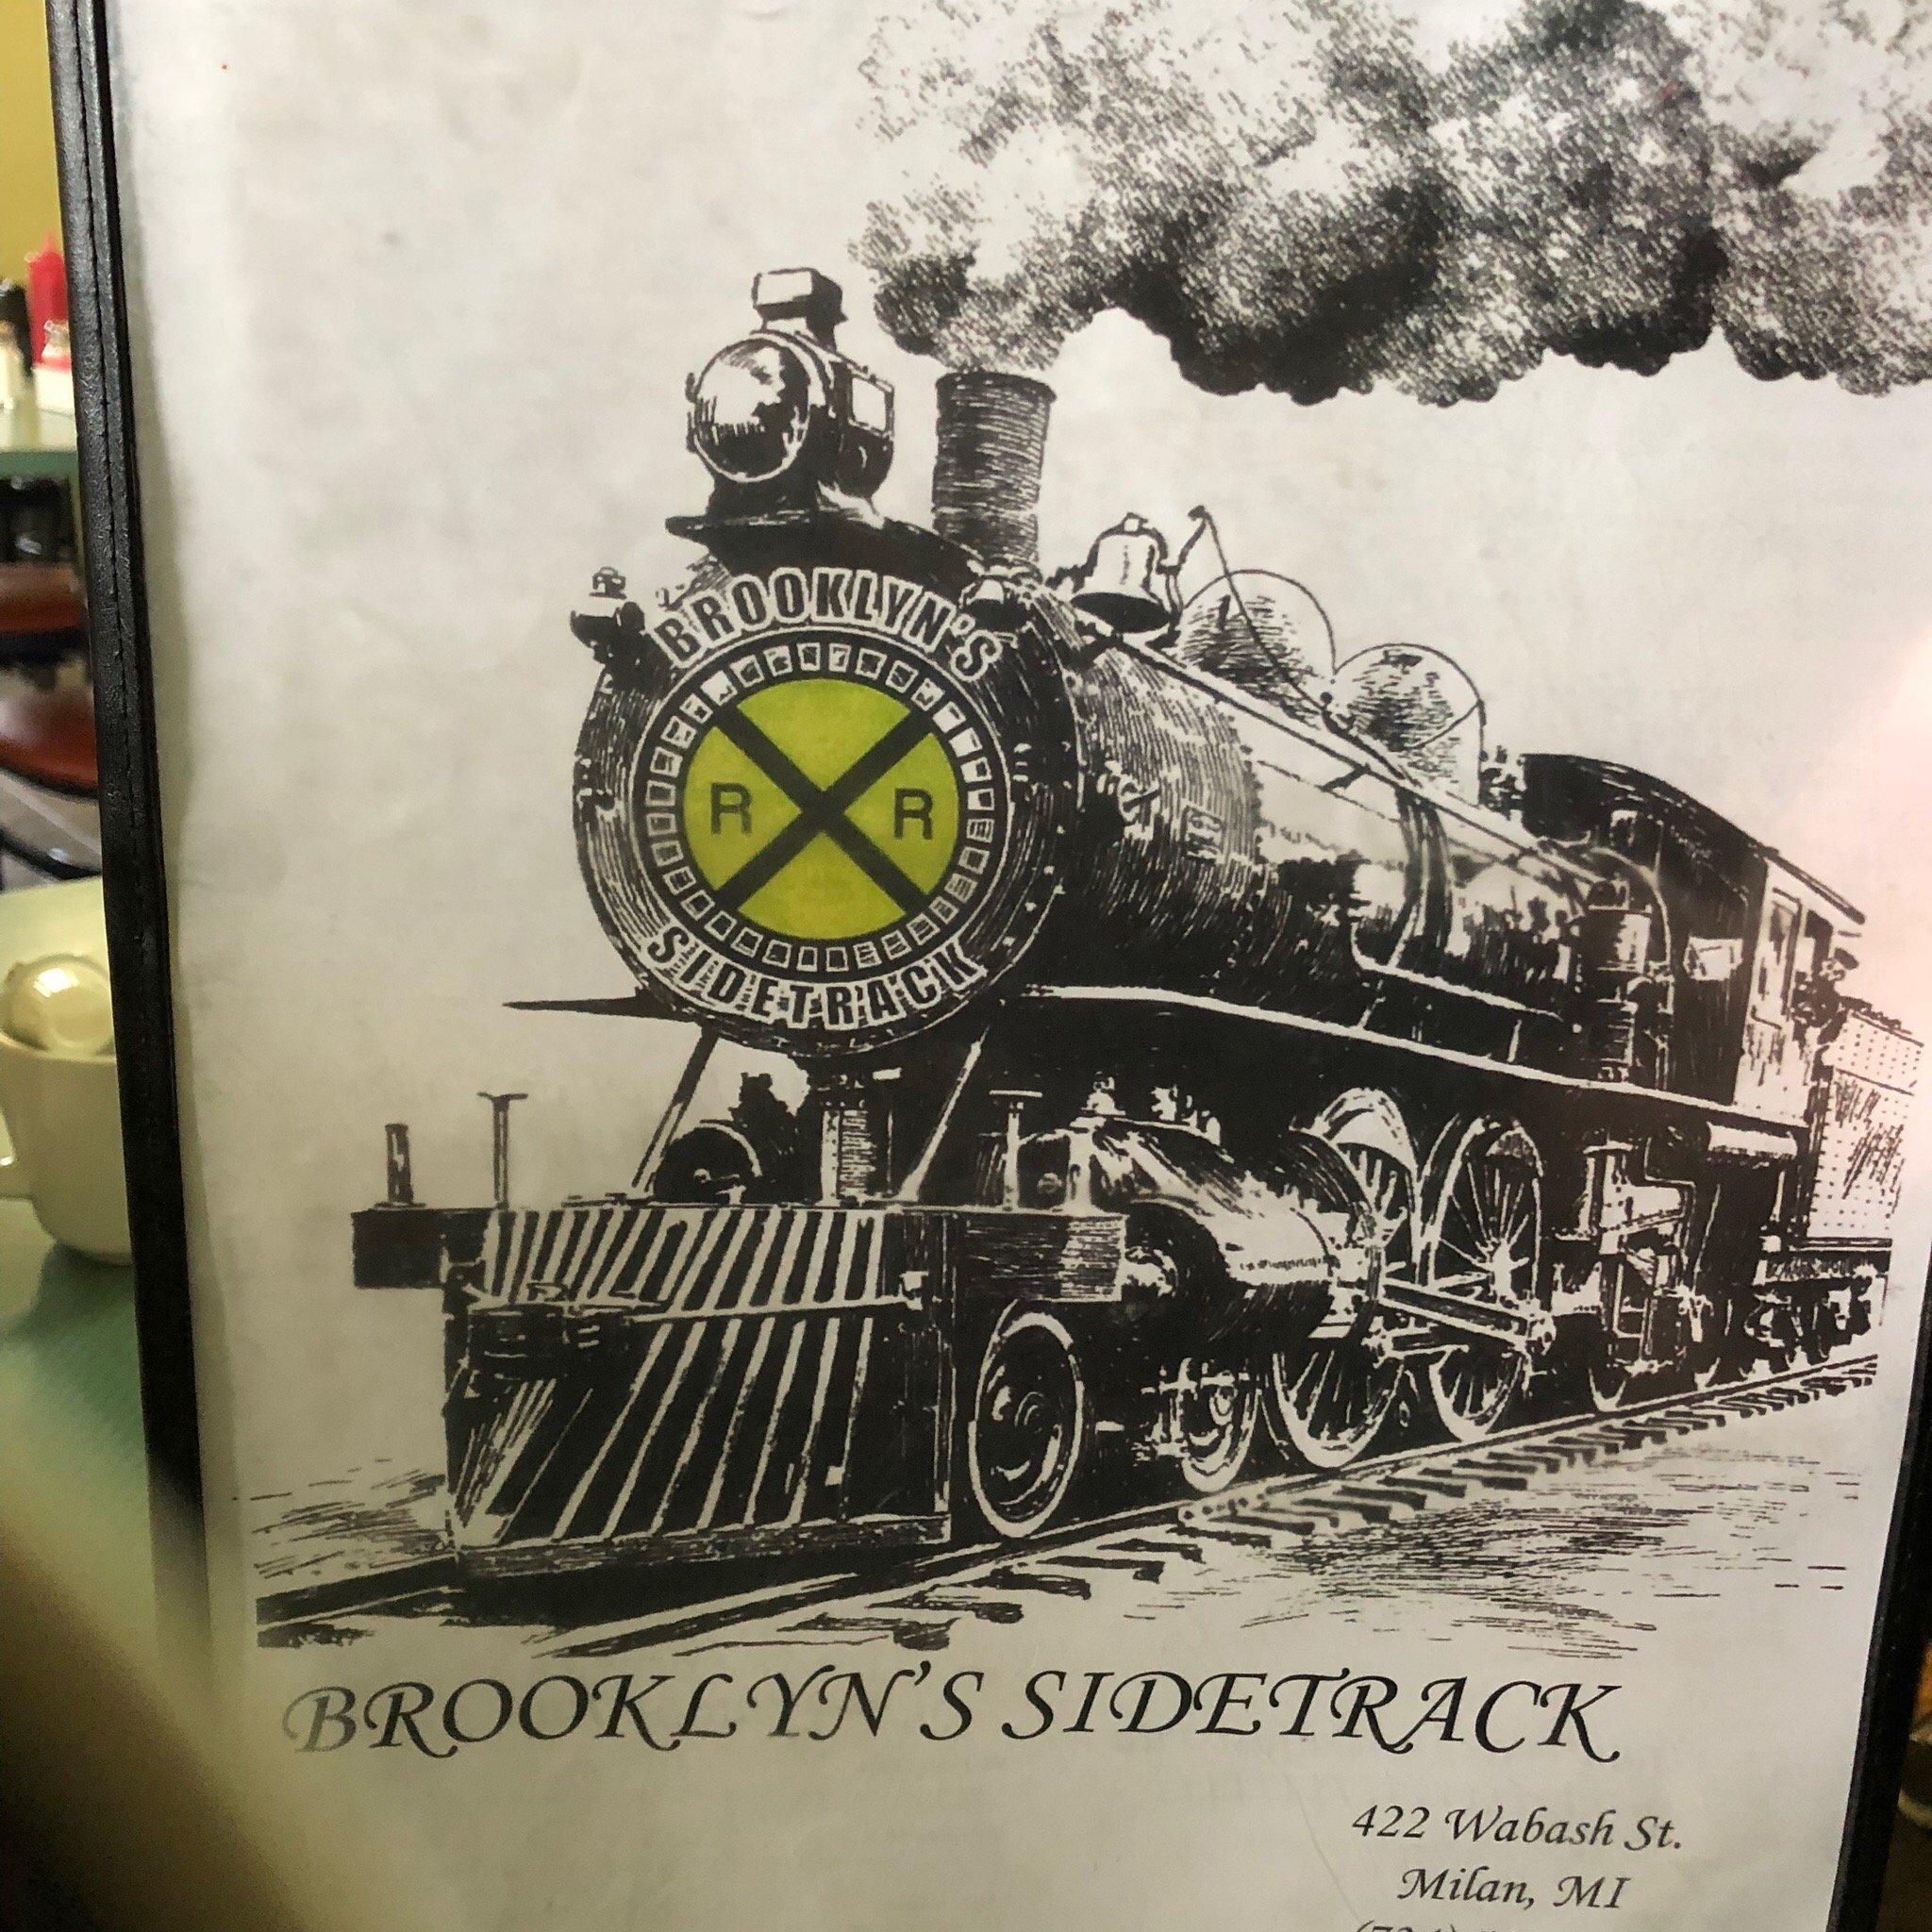 BROOKLYN'S
R R
SIDETRACK
BROOKLYN'S SIDETRACK
422 Wabash St.
Milan, MI